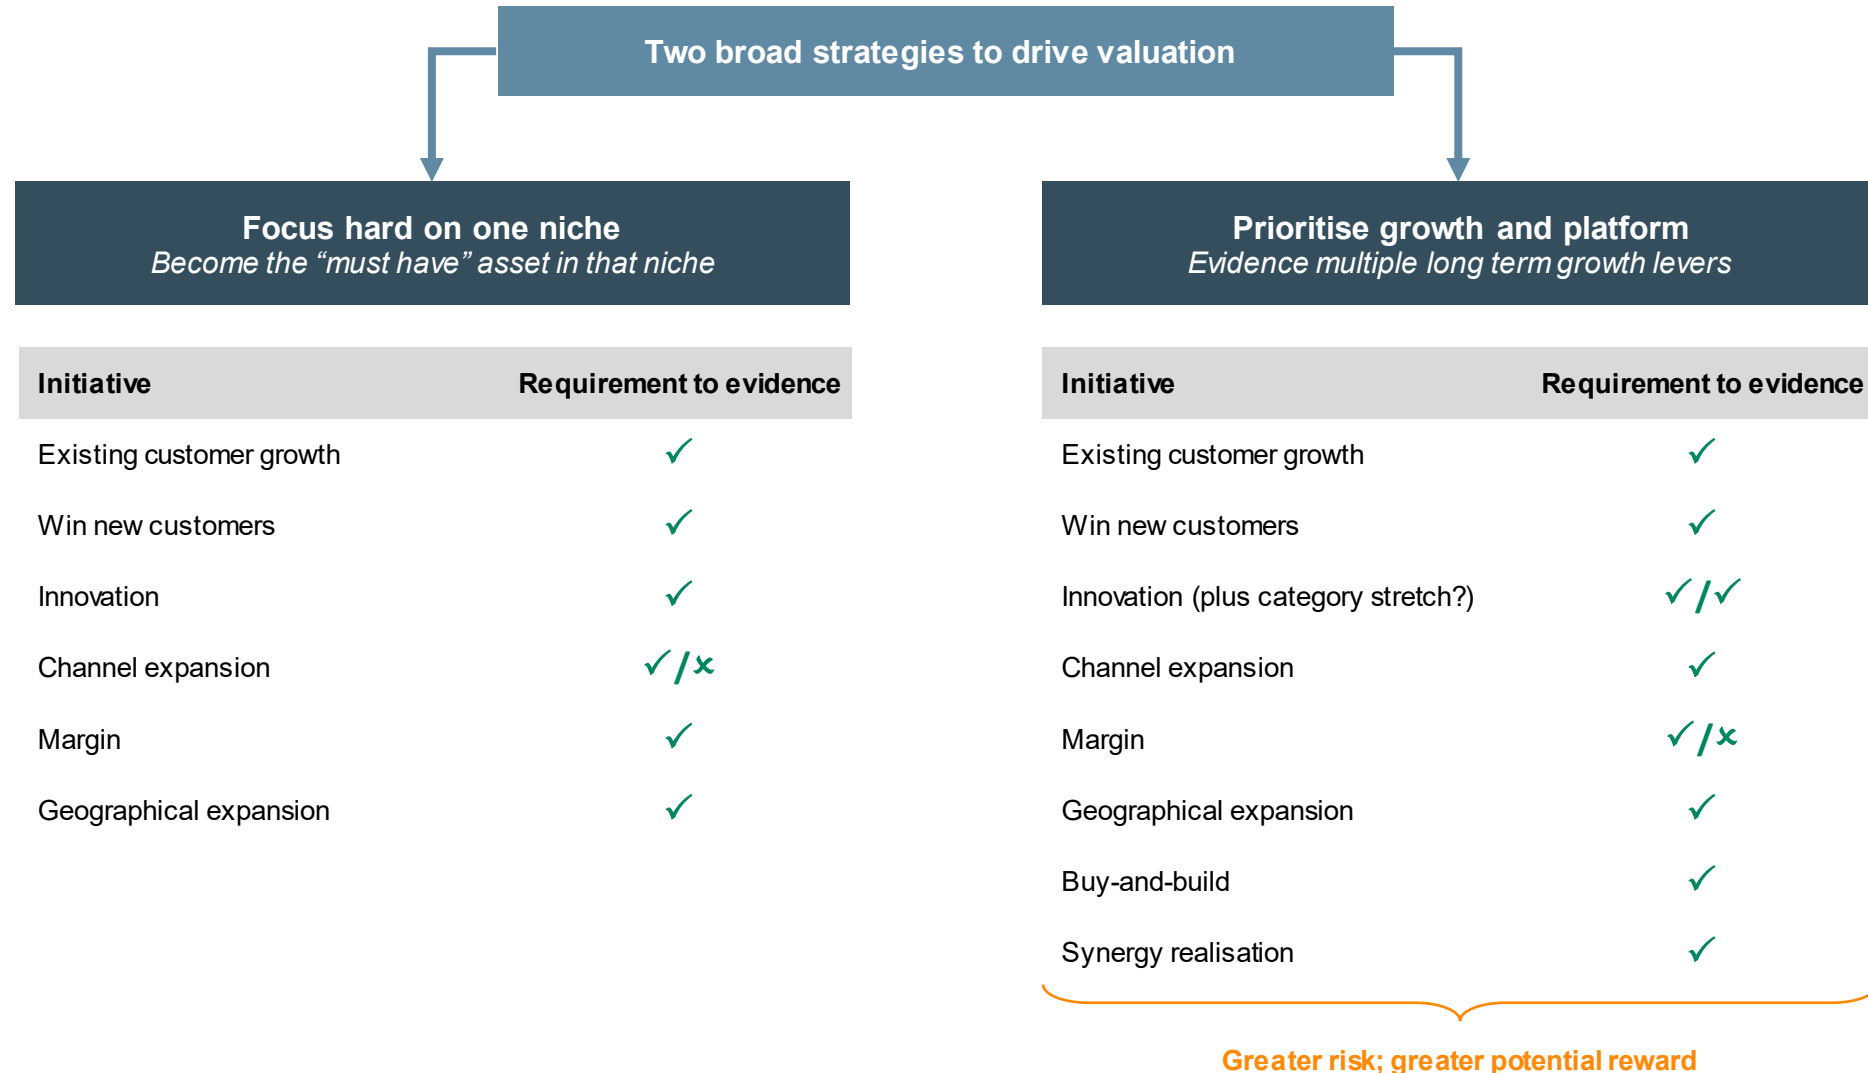 Two broad strategies to drive valuation
Focus hard on one niche
Become the “must have” asset in that niche
Initiative Requirement to evidence
Existing customer growth ✓
Win new customers ✓
Innovation ✓
Channel expansion ✓/✗
Margin ✓
Geographical expansion ✓
Prioritise growth and platform
Evidence multiple long term growth levers
Initiative Requirement to evidence
Existing customer growth ✓
Win new customers ✓
Innovation (plus category stretch?) ✓/✓
Channel expansion ✓
Margin ✓/✗
Geographical expansion ✓
Buy-and-build ✓
Synergy realisation ✓
Greater risk; greater potential reward